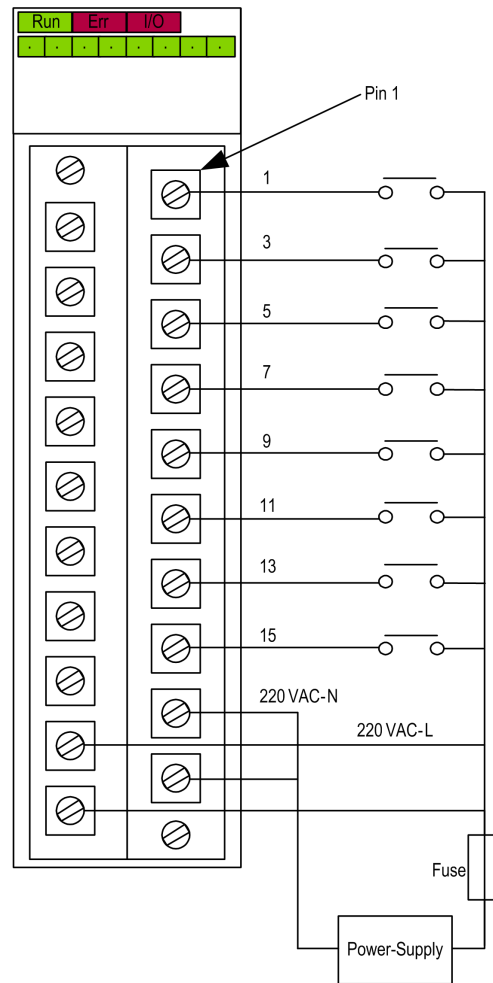 Run Err I/O
Pin 1
1
3
5
7
9
11
13
15
220 VAC-N
220 VAC-L
Fuse
Power-Supply